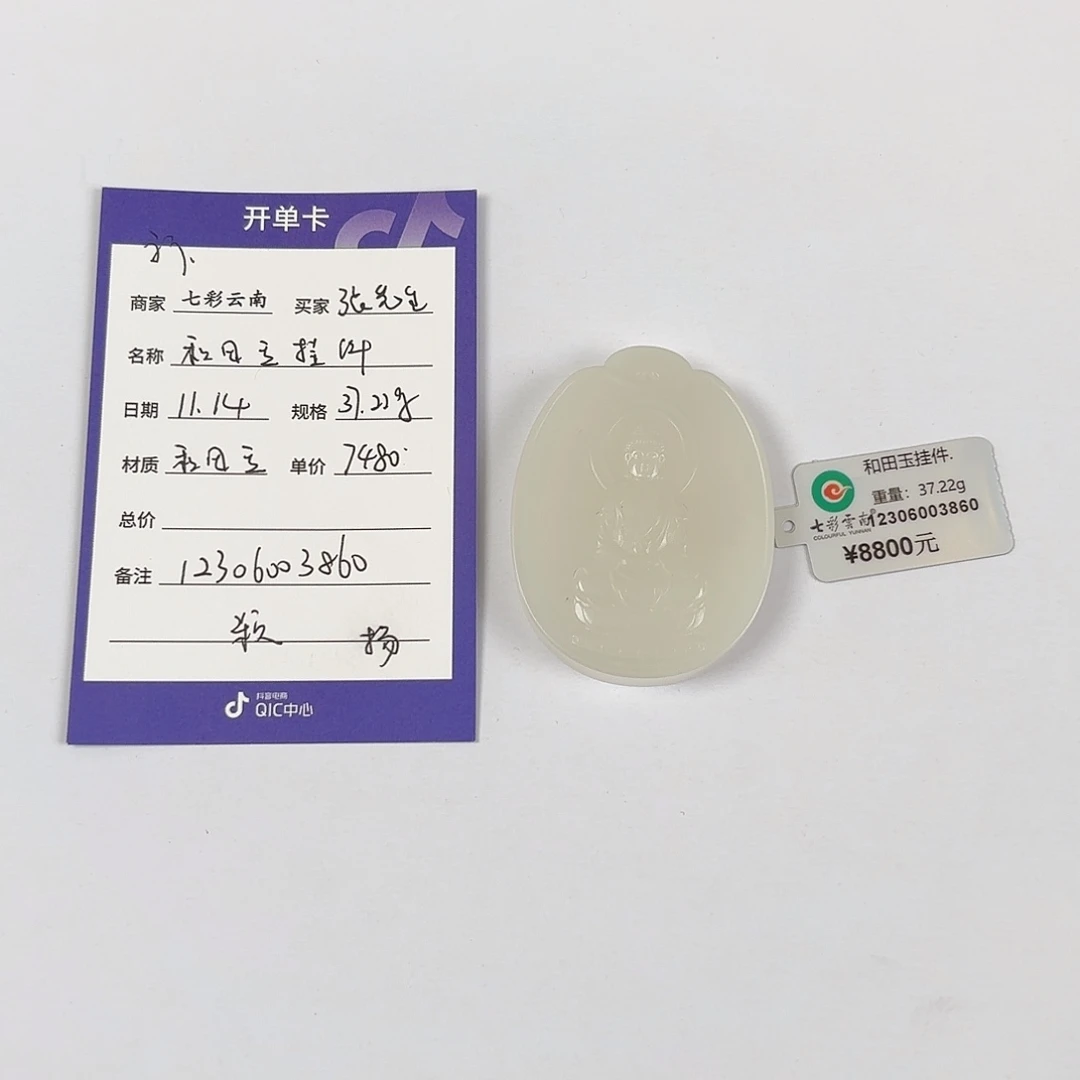 开单卡
商家 七彩云南 买家 张先生
名称 和田玉挂件
日期 11.14 规格 37.22g
材质 和田玉 单价 7480.
总价
备注 12306003860
杨
抖音电商
QIC中心
和田玉挂件.
重量：37.22g
七彩雲南®
COLOURFUL YUNNAN
12306003860
¥8800元